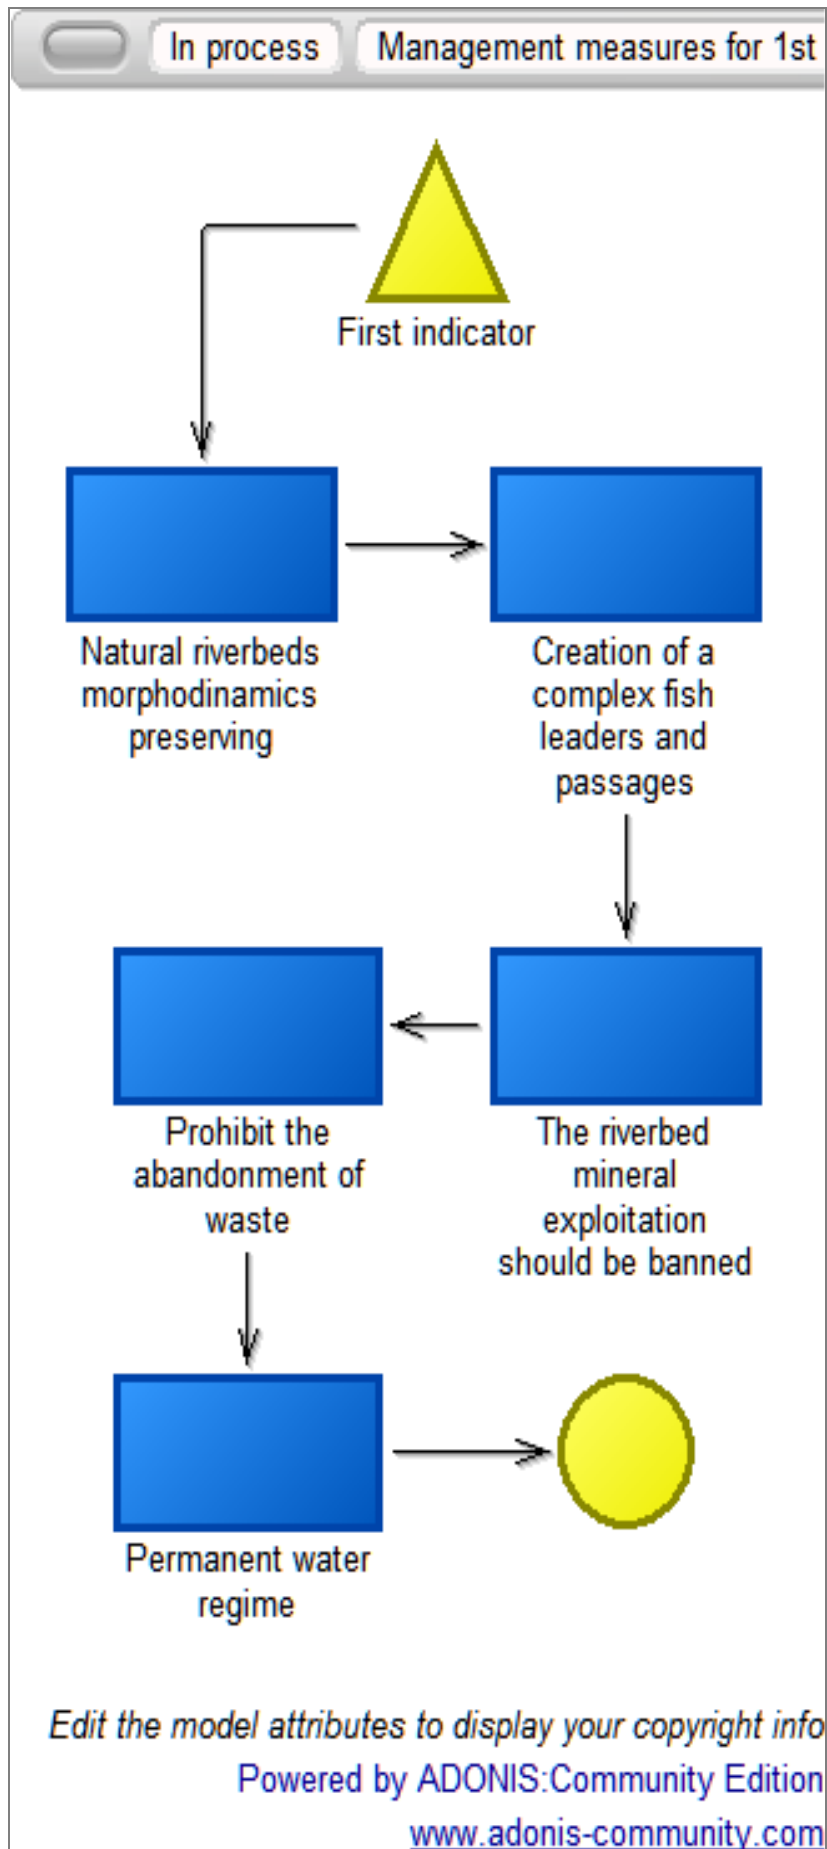 In process
Management measures for 1st
First indicator
Natural riverbeds
morphodinamics
preserving
Creation of a
complex fish
leaders and
passages
Prohibit the
abandonment of
waste
The riverbed
mineral
exploitation
should be banned
Permanent water
regime
Edit the model attributes to display your copyright info
Powered by ADONIS:Community Edition
www.adonis-community.com